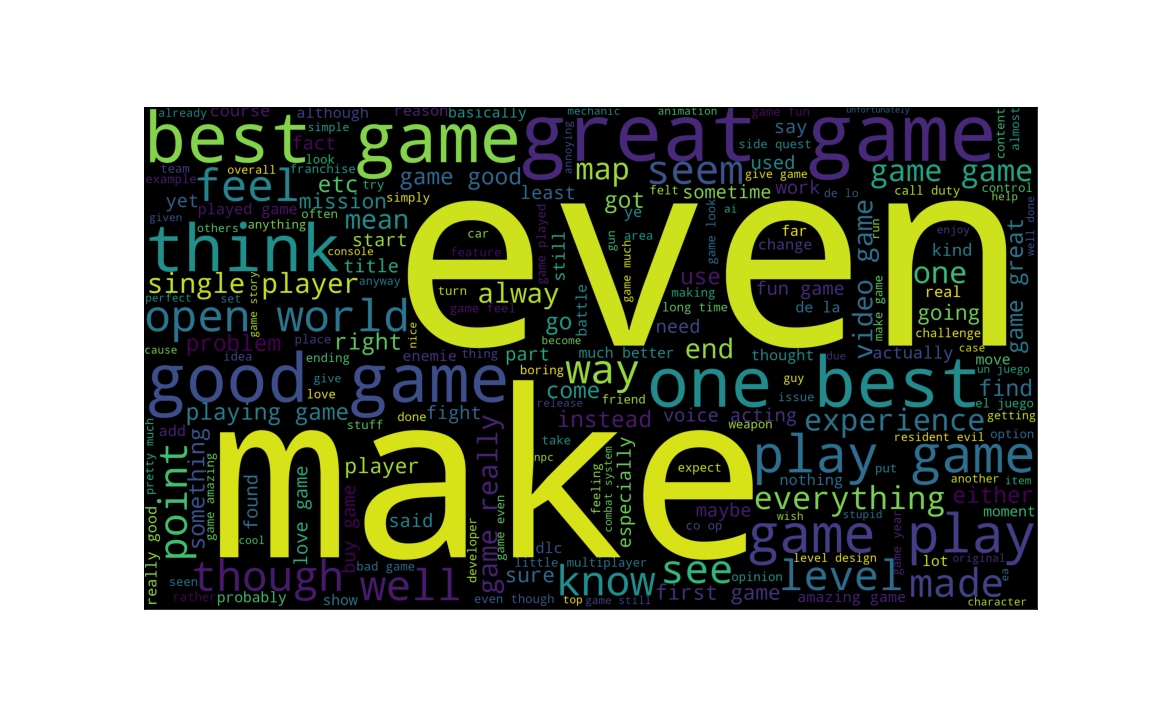 already
course
although
reason
basically
mechanic
animation
game fun
unfortunately
best game
great game
simple
fact
say
content
almost
annoying
look
side quest
team
overall
franchise
map
seem
used
give game
game game
example
feel
etc
try
game good
least
felt
sometime
work
de lo
call duty
control
help
yet
mission
simply
got
given
played game
often
mean
ye
ai
far
run
enjoy
well done
others
anything
even
think
start
console
car
feature
game played
still
gun
area
game much
game look
change
video game
kind
title
anyway
single player
turn
alway
use
fun game
one
real
perfect
set
game story
making
long time
de la
make game
going
game great
open world
place
nice
game feel
battle
go
become
need
challenge
problem
right
cause
idea
ending
enemie
thing
part
much better
end
thought
due
actually
case
move
good game
give
love
boring
way
one best
guy
un juego
find
come
friend
issue
el juego
playing game
done
fight
release
instead
voice acting
experience
getting
stuff
weapon
pretty much
add
something
game really
take
especially
resident evil
option
point
game amazing
found
love game
player
make
npc
feeling
combat system
expect
play game
nothing
put
another
item
everything
either
said
buy game
maybe
moment
cool
co op
wish
stupid
game play
developer
game even
dlc
really good
bad game
little
multiplayer
see
level design
lot
game year
original
ea
seen
though
well
sure
know
opinion
level
made
rather
probably
show
even though
top
game still
first game
amazing game
character